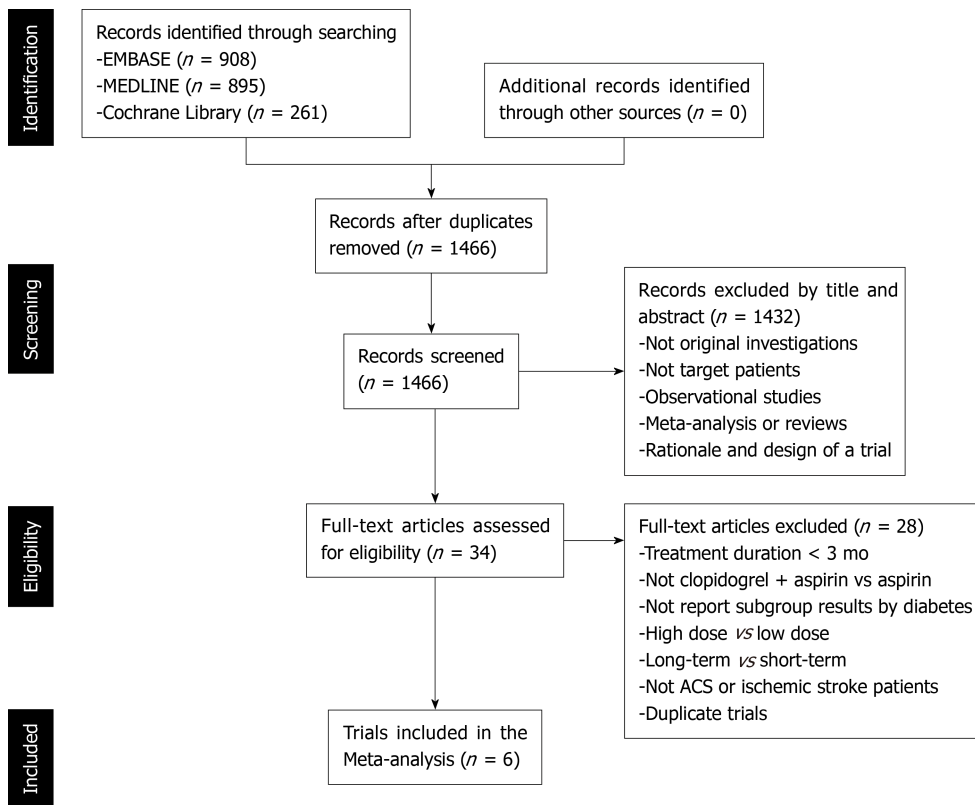 Identification
Records identified through searching
-EMBASE (n = 908)
-MEDLINE (n = 895)
-Cochrane Library (n = 261)
Additional records identified
through other sources (n = 0)
Records after duplicates
removed (n = 1466)
Screening
Records screened
(n = 1466)
Records excluded by title and
abstract (n = 1432)
-Not original investigations
-Not target patients
-Observational studies
-Meta-analysis or reviews
-Rationale and design of a trial
Eligibility
Full-text articles assessed
for eligibility (n = 34)
Full-text articles excluded (n = 28)
-Treatment duration < 3 mo
-Not clopidogrel + aspirin vs aspirin
-Not report subgroup results by diabetes
-High dose vs low dose
-Long-term vs short-term
-Not ACS or ischemic stroke patients
-Duplicate trials
Included
Trials included in the
Meta-analysis (n = 6)